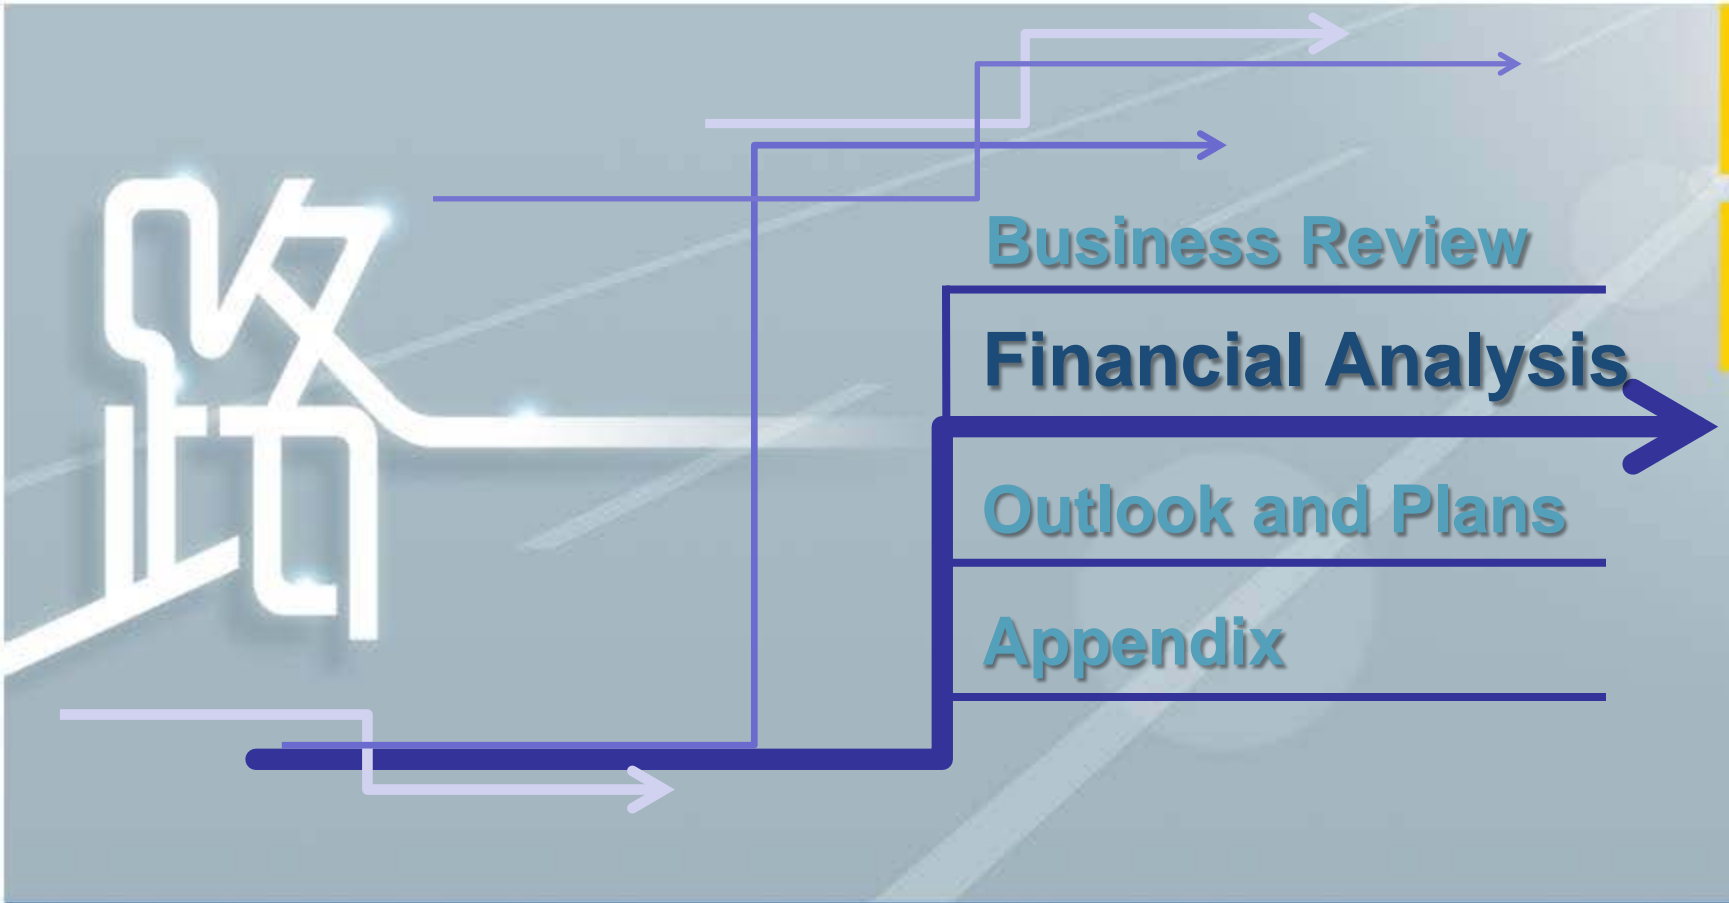 路
Business Review
Financial Analysis
Outlook and Plans
Appendix